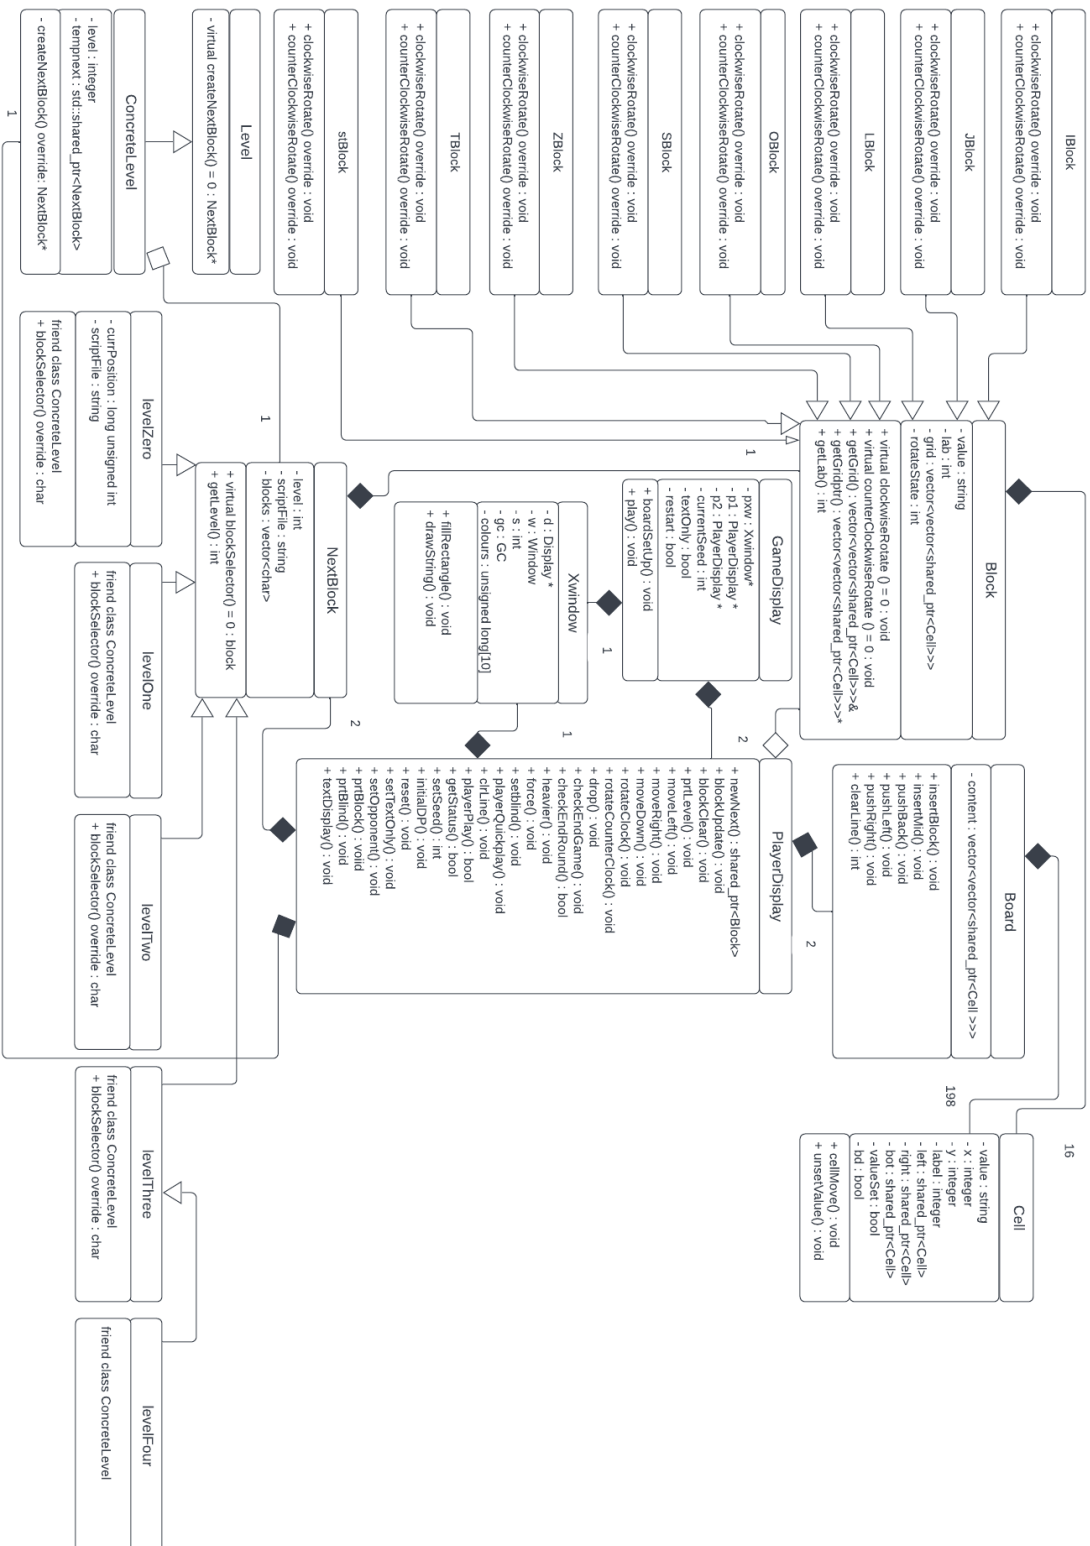 IBlock
+ clockwiseRotate() override : void
+ counterClockwiseRotate() override : void
JBlock
+ clockwiseRotate() override : void
+ counterClockwiseRotate() override : void
LBlock
+ clockwiseRotate() override : void
+ counterClockwiseRotate() override : void
OBlock
+ clockwiseRotate() override : void
+ counterClockwiseRotate() override : void
SBlock
+ clockwiseRotate() override : void
+ counterClockwiseRotate() override : void
ZBlock
+ clockwiseRotate() override : void
+ counterClockwiseRotate() override : void
TBlock
+ clockwiseRotate() override : void
+ counterClockwiseRotate() override : void
stBlock
+ clockwiseRotate() override : void
+ counterClockwiseRotate() override : void
Level
- virtual createNextBlock() = 0 : NextBlock*
ConcreteLevel
- level : integer
- tempnext : std::shared_ptr<NextBlock>
- createNextBlock() override: NextBlock*
1
Block
- value : string
- lab : int
- grid : vector<vector<shared_ptr<Cell>>>
- rotateState : int
+ virtual clockwiseRotate () = 0 : void
+ virtual counterClockwiseRotate () = 0 : void
+ getGrid() : vector<vector<shared_ptr<Cell>>>&
+ getGridptr() : vector<vector<shared_ptr<Cell>>>*
+ getLab() : int
1
GameDisplay
- pxw : Xwindow*
- p1 : PlayerDisplay *
- p2 : PlayerDisplay *
- currentSeed : int
- textOnly : bool
- restart : bool
+ boardSetUp() : void
+ play() : void
1
Xwindow
- d : Display *
- w : Window
- s : int
- gc : GC
- colours : unsigned long[10]
+ fillRectangle() : void
+ drawString() : void
NextBlock
- level : int
- scriptFile : string
- blocks : vector<char>
+ virtual blockSelector() = 0 : block
+ getLevel() : int
1
levelZero
- currPosition : long unsigned int
- scriptFile : string
friend class ConcreteLevel
+ blockSelector() override : char
levelOne
friend class ConcreteLevel
+ blockSelector() override : char
2
1
2
Board
- content : vector<vector<shared_ptr<Cell >>>
+ insertBlock() : void
+ insertMid() : void
+ pushBack() : void
+ pushLeft() : void
+ pushRight() : void
+ clearLine() : int
2
PlayerDisplay
+ newNext() : shared_ptr<Block>
+ blockUpdate() : void
+ blockClear() : void
+ prtLevel() : void
+ moveLeft() : void
+ moveRight() : void
+ moveDown() : void
+ rotateClock() : void
+ rotateCounterClock() : void
+ drop() : void
+ checkEndGame() : void
+ checkEndRound() : bool
+ heavier() : void
+ force() : void
+ setblind() : void
+ playerQuickplay() : void
+ clrLine() : void
+ playerPlay() : bool
+ getStatus() : bool
+ setSeed() : int
+ initialDP() : void
+ reset() : void
+ setTextOnly() : void
+ setOpponent() : void
+ prtBlock() : void
+ prtBlind() : void
+ textDisplay() : void
levelTwo
friend class ConcreteLevel
+ blockSelector() override : char
16
198
Cell
- value : string
- x : integer
- y : integer
- label : integer
- left : shared_ptr<Cell>
- right : shared_ptr<Cell>
- bot : shared_ptr<Cell>
- valueSet : bool
- bd : bool
+ cellMove() : void
+ unsetValue() : void
levelThree
friend class ConcreteLevel
+ blockSelector() override : char
levelFour
friend class ConcreteLevel